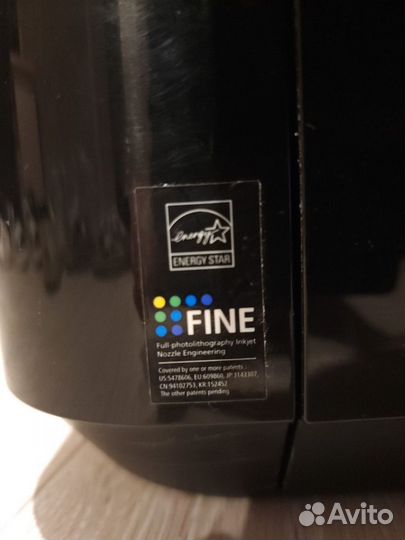 energy
ENERGY STAR
FINE
Full-photolithography Inkjet
Nozzle Engineering
Covered by one or more patents :
US:5478606, EU:609860, JP:3143307,
CN:94102753, KR:152452
The other patents pending
Avito